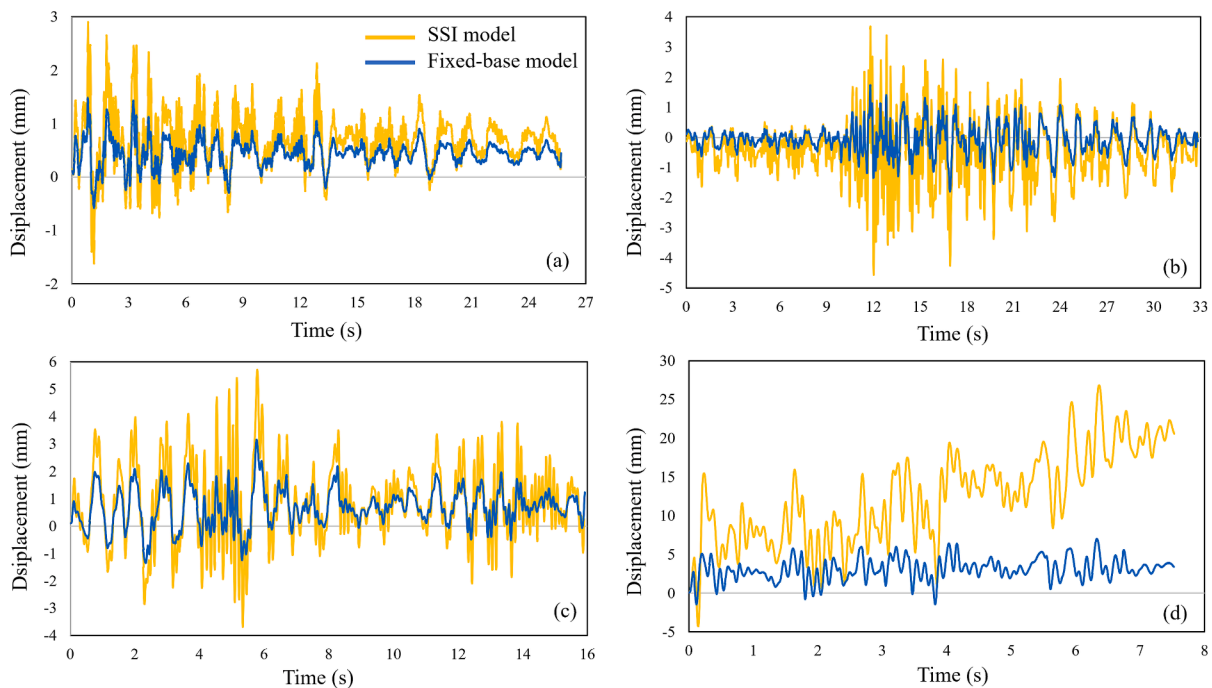 3
2
1
0
-1
-2
Dsiplacement (mm)
SSI model
Fixed-base model
(a)
0 3 6 9 12 15 18 21 24 27
Time (s)
5
4
3
2
1
0
-1
-2
-3
-4
-5
Dsiplacement (mm)
(b)
0 3 6 9 12 15 18 21 24 27 30 33
Time (s)
6
5
4
3
2
1
0
-1
-2
-3
-4
Dsiplacement (mm)
(c)
0 2 4 6 8 10 12 14 16
Time (s)
30
25
20
15
10
5
0
-5
Dsiplacement (mm)
(d)
0 1 2 3 4 5 6 7 8
Time (s)